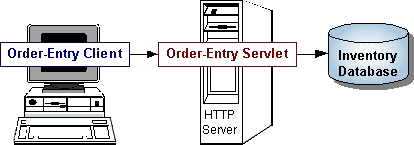 Order-Entry Client
Order-Entry Servlet
HTTP
Server
Inventory
Database